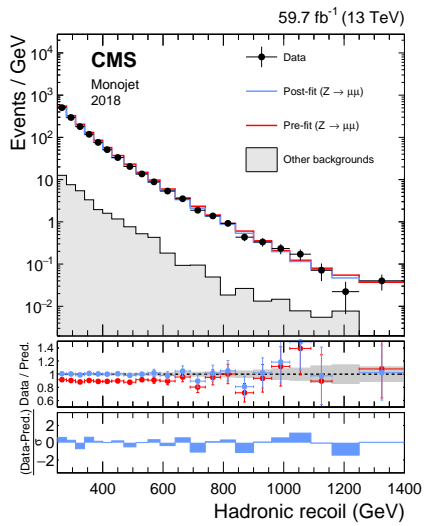 59.7 fb⁻¹ (13 TeV)
CMS
Monojet
2018
Data
Post-fit (Z → μμ)
Pre-fit (Z → μμ)
Other backgrounds
Events / GeV
10⁵
10⁴
10³
10²
10
1
10⁻¹
10⁻²
Data / Pred.
1.4
1.2
1.0
0.8
0.6
(Data-Pred.)
σ
2
0
−2
400 600 800 1000 1200 1400
Hadronic recoil (GeV)